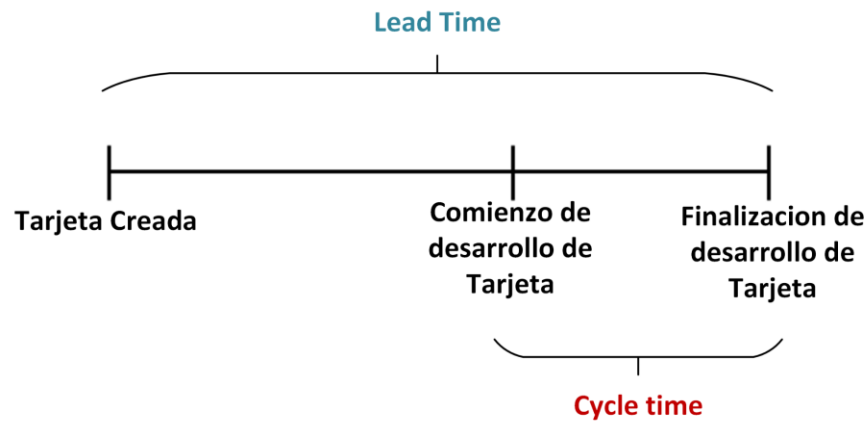 Lead Time
Tarjeta Creada
Comienzo de
desarrollo de
Tarjeta
Finalizacion de
desarrollo de
Tarjeta
Cycle time